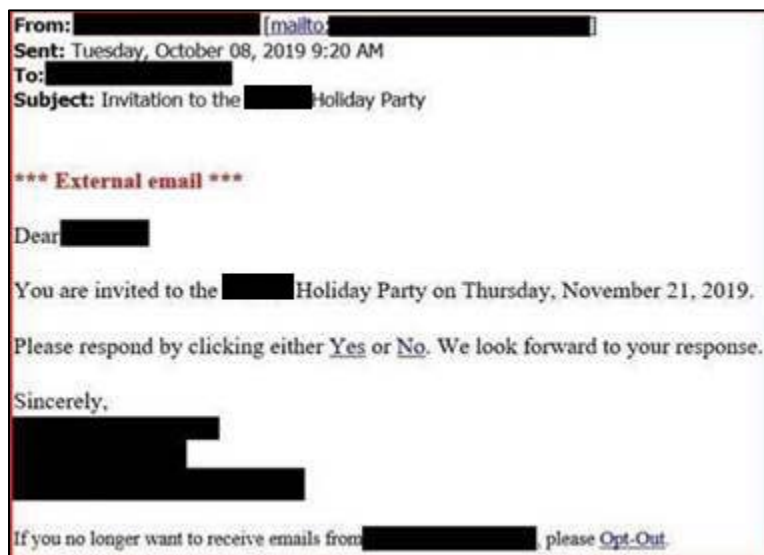 From: [mailto: ]
Sent: Tuesday, October 08, 2019 9:20 AM
To:
Subject: Invitation to the Holiday Party
*** External email ***
Dear
You are invited to the Holiday Party on Thursday, November 21, 2019.
Please respond by clicking either Yes or No. We look forward to your response.
Sincerely,
If you no longer want to receive emails from , please Opt-Out.